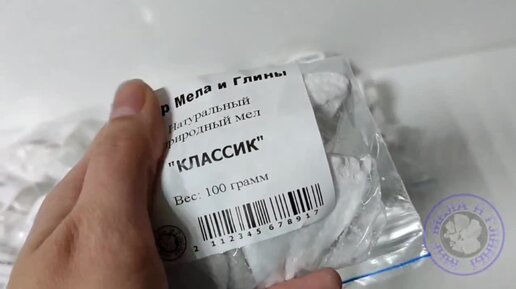 р Мела и Глины
Натуральный
природный мел
"КЛАССИК"
Вес: 100 грамм
2 112345 678917